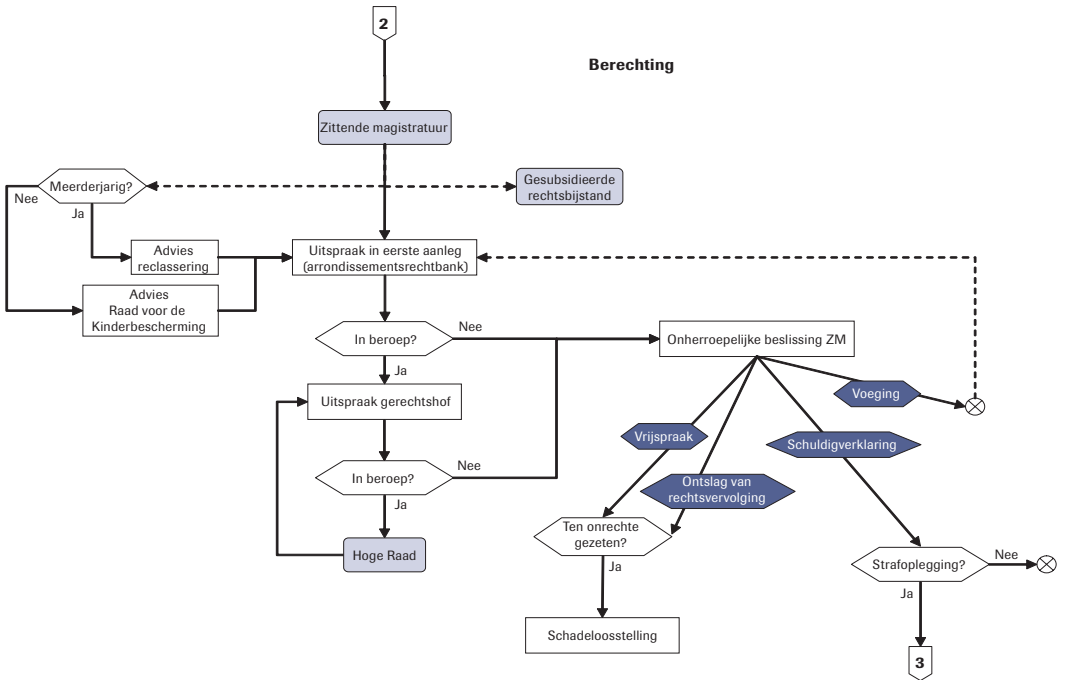 2
Berechting
Zittende magistratuur
Meerderjarig?
Gesubsidieerde
rechtsbijstand
Nee
Ja
Advies
reclassering
Uitspraak in eerste aanleg
(arrondissementsrechtbank)
Advies
Raad voor de
Kinderbescherming
In beroep?
Nee
Onherroepelijke beslissing ZM
Ja
Uitspraak gerechtshof
Voeging
Vrijspraak
Schuldigverklaring
In beroep?
Nee
Ontslag van
rechtsvervolging
Ja
Ten onrechte
gezeten?
Hoge Raad
Strafoplegging?
Nee
Ja
Ja
Schadeloosstelling
3